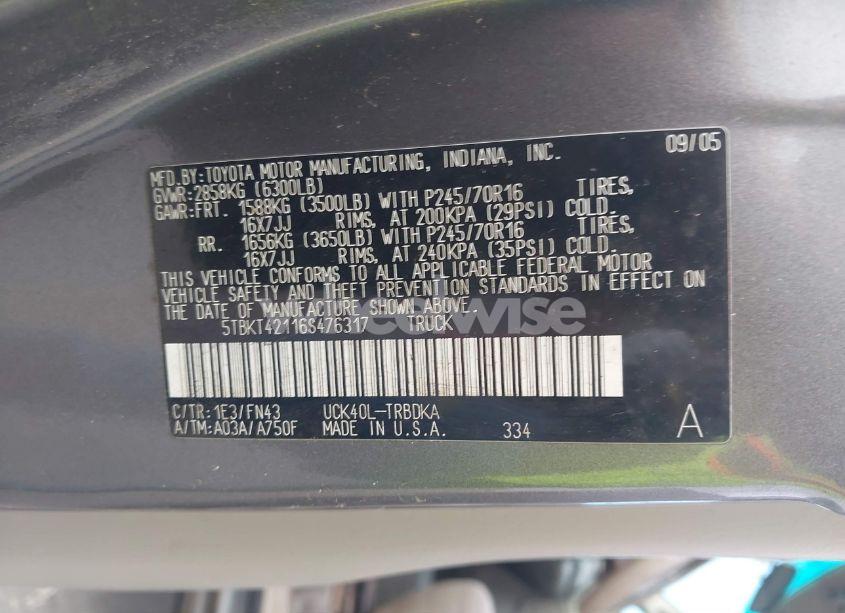 09/05
MFD.BY:TOYOTA MOTOR MANUFACTURING, INDIANA, INC.
GVWR:2858KG (6300LB)
GAWR:FRT. 1588KG (3500LB) WITH P245/70R16 TIRES,
16X7JJ RIMS, AT 200KPA (29PSI) COLD.
RR. 1656KG (3650LB) WITH P245/70R16 TIRES,
16X7JJ RIMS, AT 240KPA (35PSI) COLD.
THIS VEHICLE CONFORMS TO ALL APPLICABLE FEDERAL MOTOR
VEHICLE SAFETY AND THEFT PREVENTION STANDARDS IN EFFECT ON
THE DATE OF MANUFACTURE SHOWN ABOVE.
5TBKT42116S476317 TRUCK
C/TR:1E3/FN43 UCK40L-TRBDKA
A/TM:A03A/A750F MADE IN U.S.A. 334 A